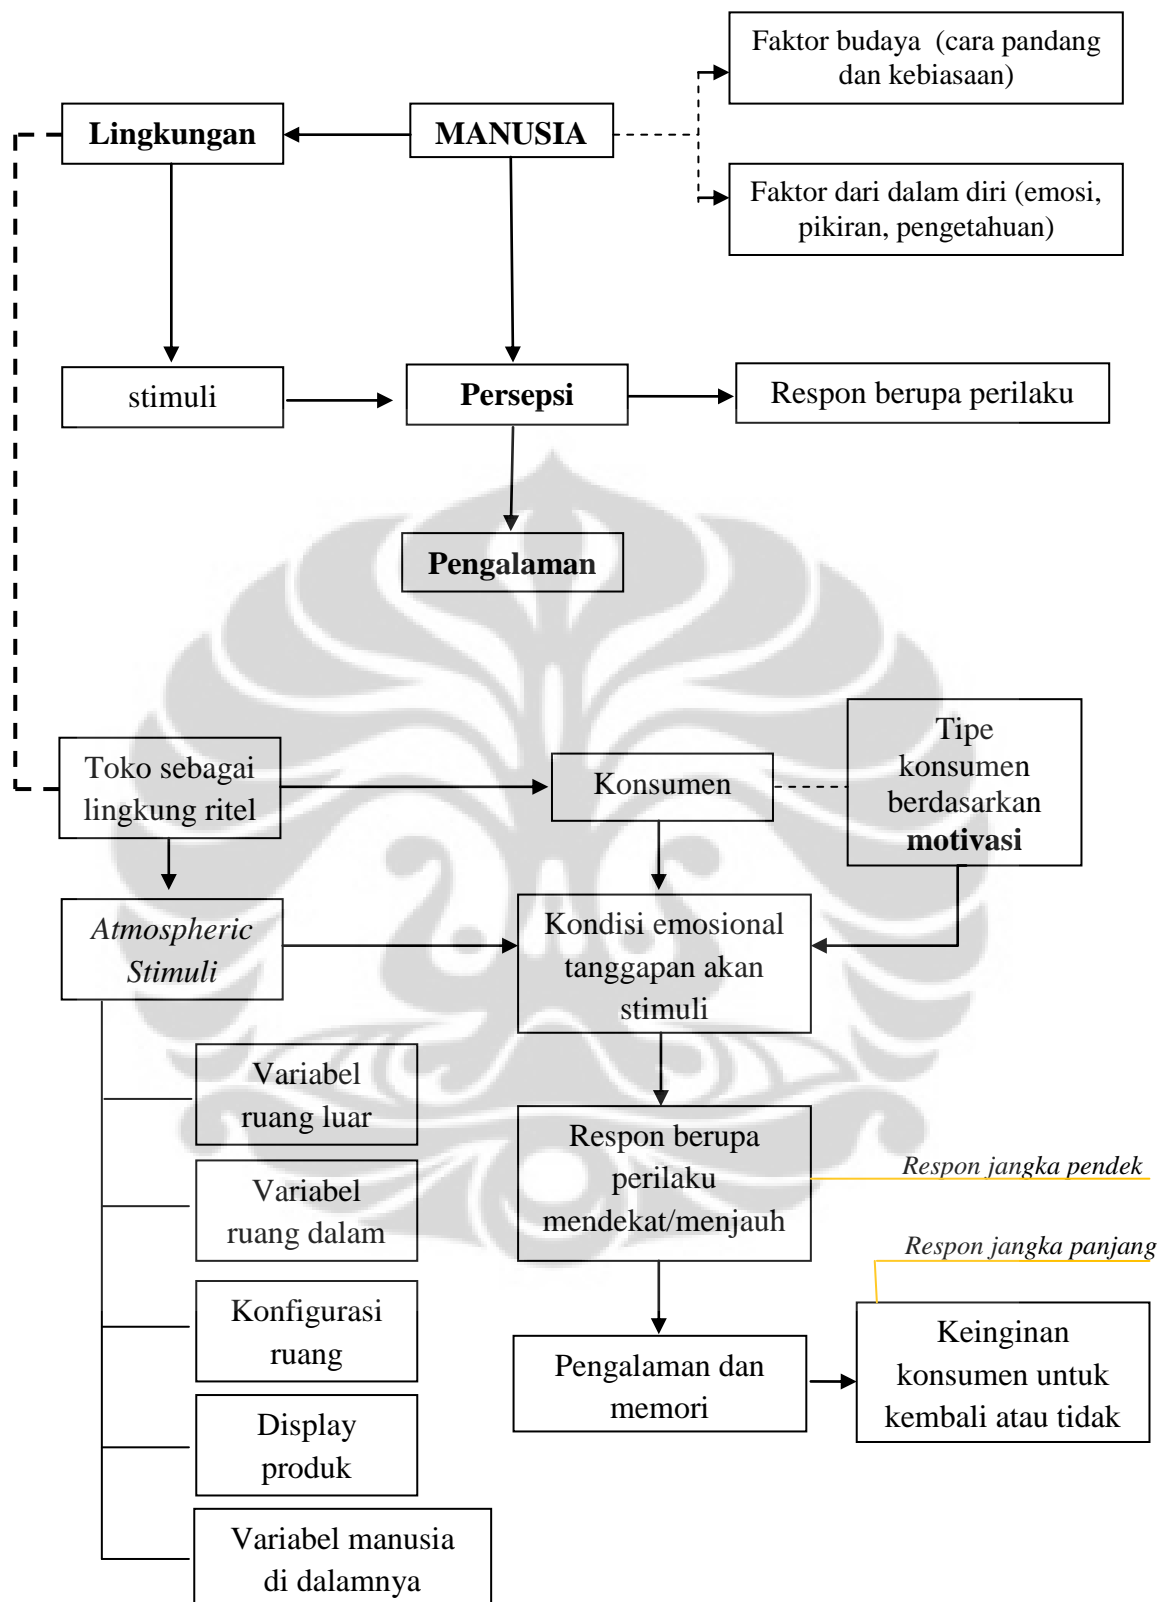 Faktor budaya  (cara pandang
dan kebiasaan)
Lingkungan
MANUSIA
Faktor dari dalam diri (emosi,
pikiran, pengetahuan)
stimuli
Persepsi
Respon berupa perilaku
Pengalaman
Toko sebagai
lingkung ritel
Konsumen
Tipe
konsumen
berdasarkan
motivasi
Atmospheric
Stimuli
Kondisi emosional
tanggapan akan
stimuli
Variabel
ruang luar
Variabel
ruang dalam
Konfigurasi
ruang
Display
produk
Variabel manusia
di dalamnya
Respon berupa
perilaku
mendekat/menjauh
Respon jangka pendek
Respon jangka panjang
Pengalaman dan
memori
Keinginan
konsumen untuk
kembali atau tidak